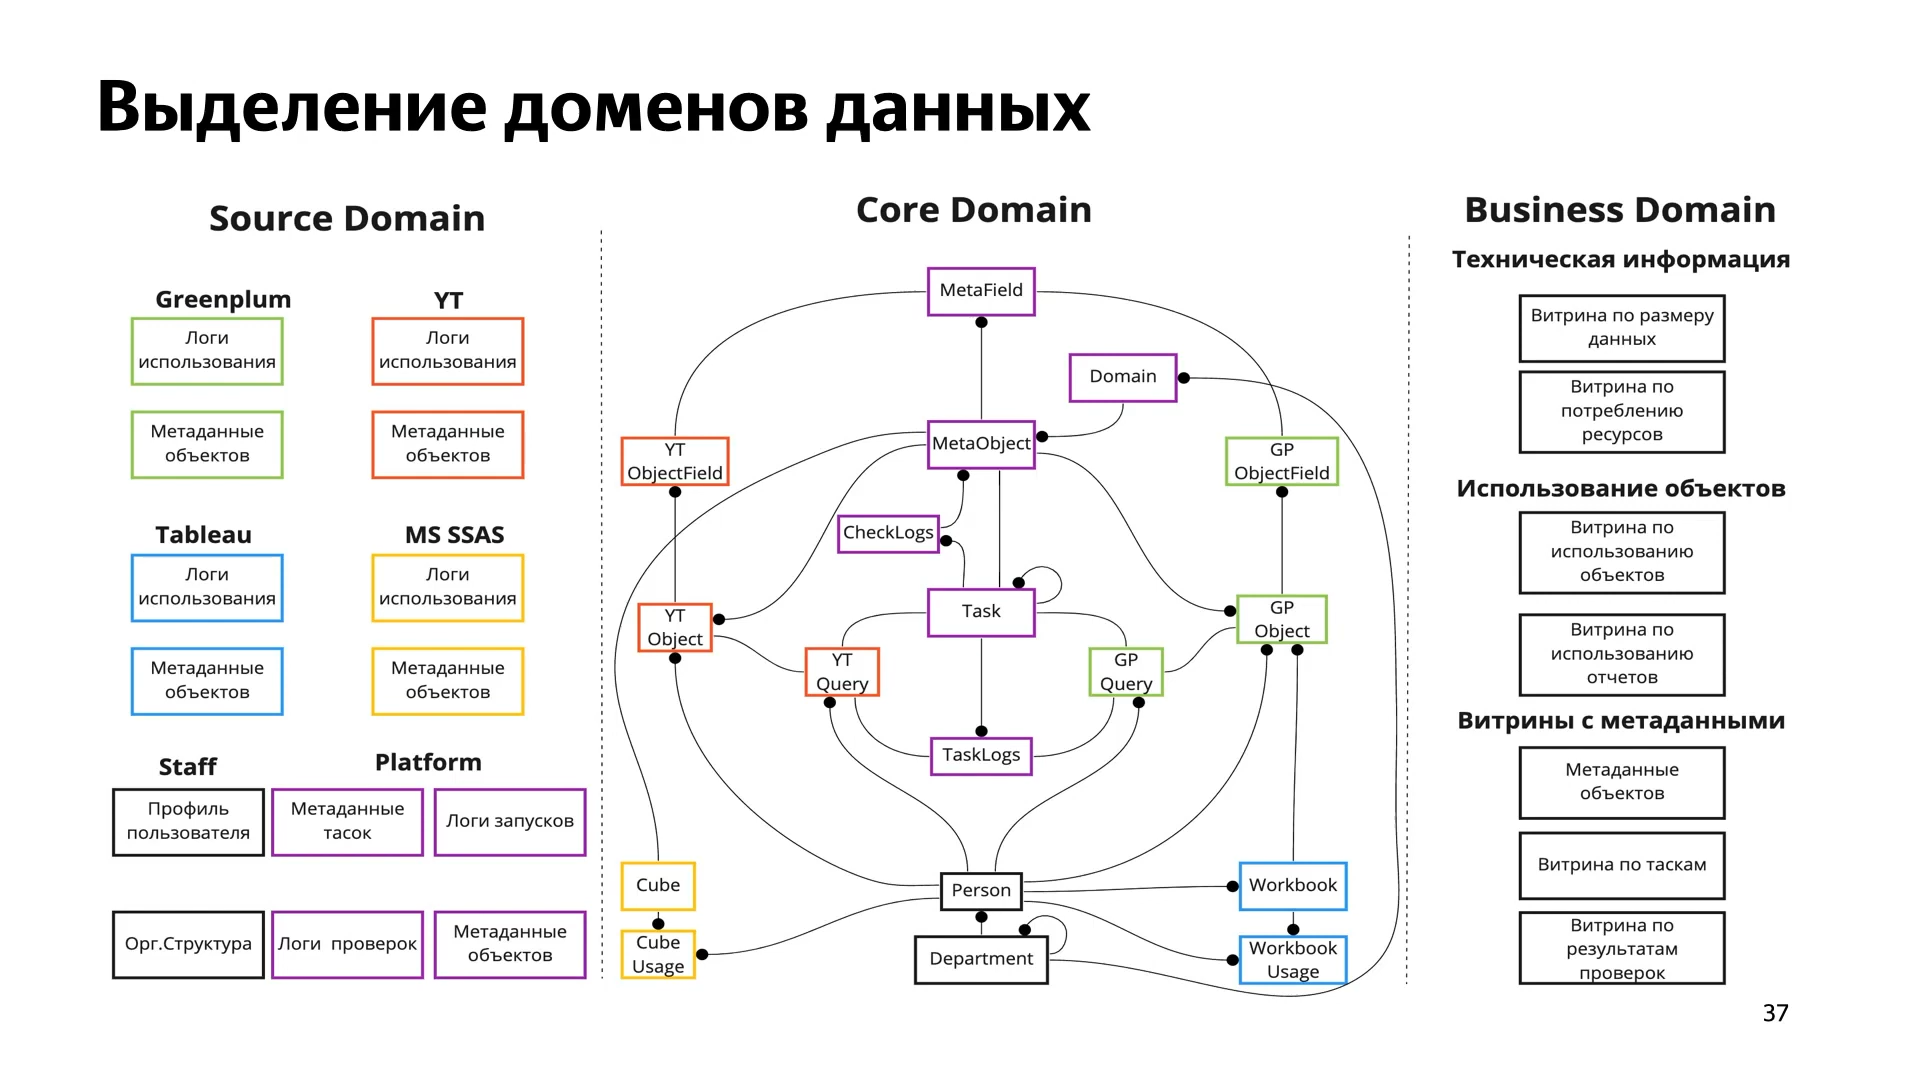 Выделение доменов данных
Source Domain
Greenplum
YT
Логи
использования
Логи
использования
Метаданные
объектов
Метаданные
объектов
Tableau
MS SSAS
Логи
использования
Логи
использования
Метаданные
объектов
Метаданные
объектов
Staff
Platform
Профиль
пользователя
Метаданные
тасок
Логи запусков
Орг.Структура
Логи проверок
Метаданные
объектов
Core Domain
MetaField
Domain
MetaObject
YT
ObjectField
GP
ObjectField
CheckLogs
Task
YT
Object
GP
Object
YT
Query
GP
Query
TaskLogs
Cube
Person
Workbook
Cube
Usage
Department
Workbook
Usage
Business Domain
Техническая информация
Витрина по размеру
данных
Витрина по
потреблению
ресурсов
Использование объектов
Витрина по
использованию
объектов
Витрина по
использованию
отчетов
Витрины с метаданными
Метаданные
объектов
Витрина по таскам
Витрина по
результатам
проверок
37